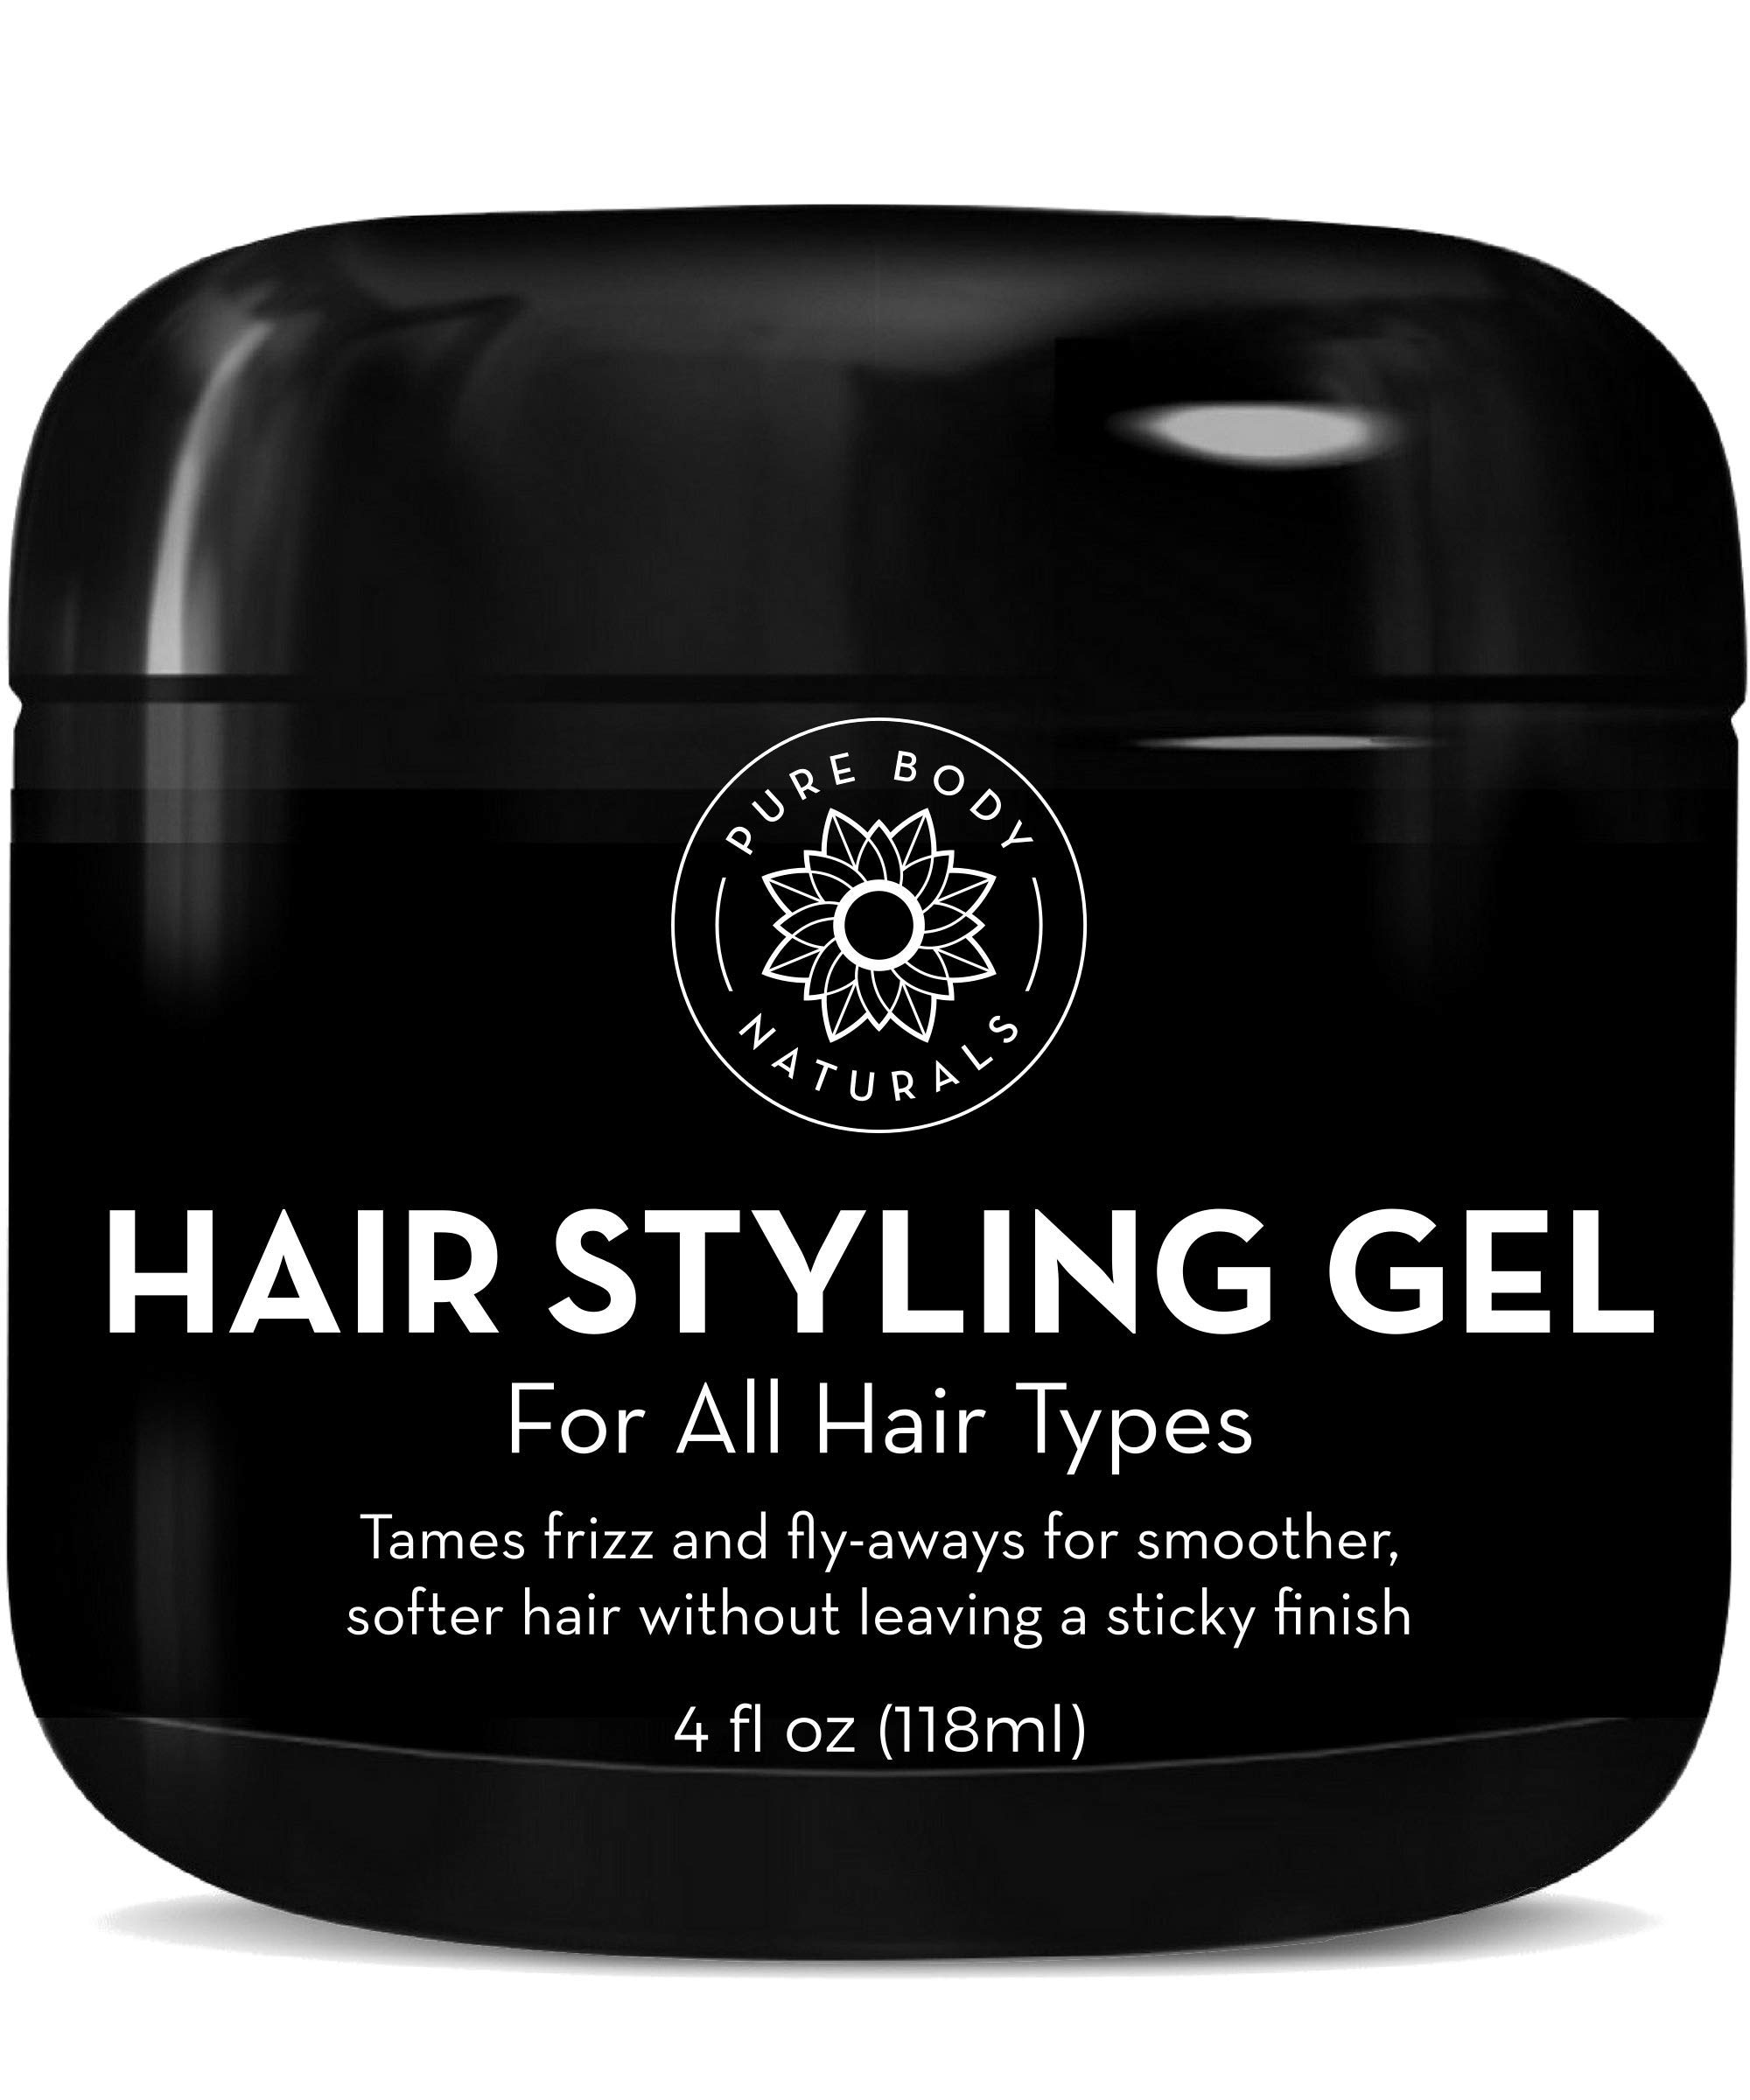 PURE BODY
NATURALS
HAIR STYLING GEL
For All Hair Types
Tames frizz and fly-aways for smoother,
softer hair without leaving a sticky finish
4 fl oz (118ml)